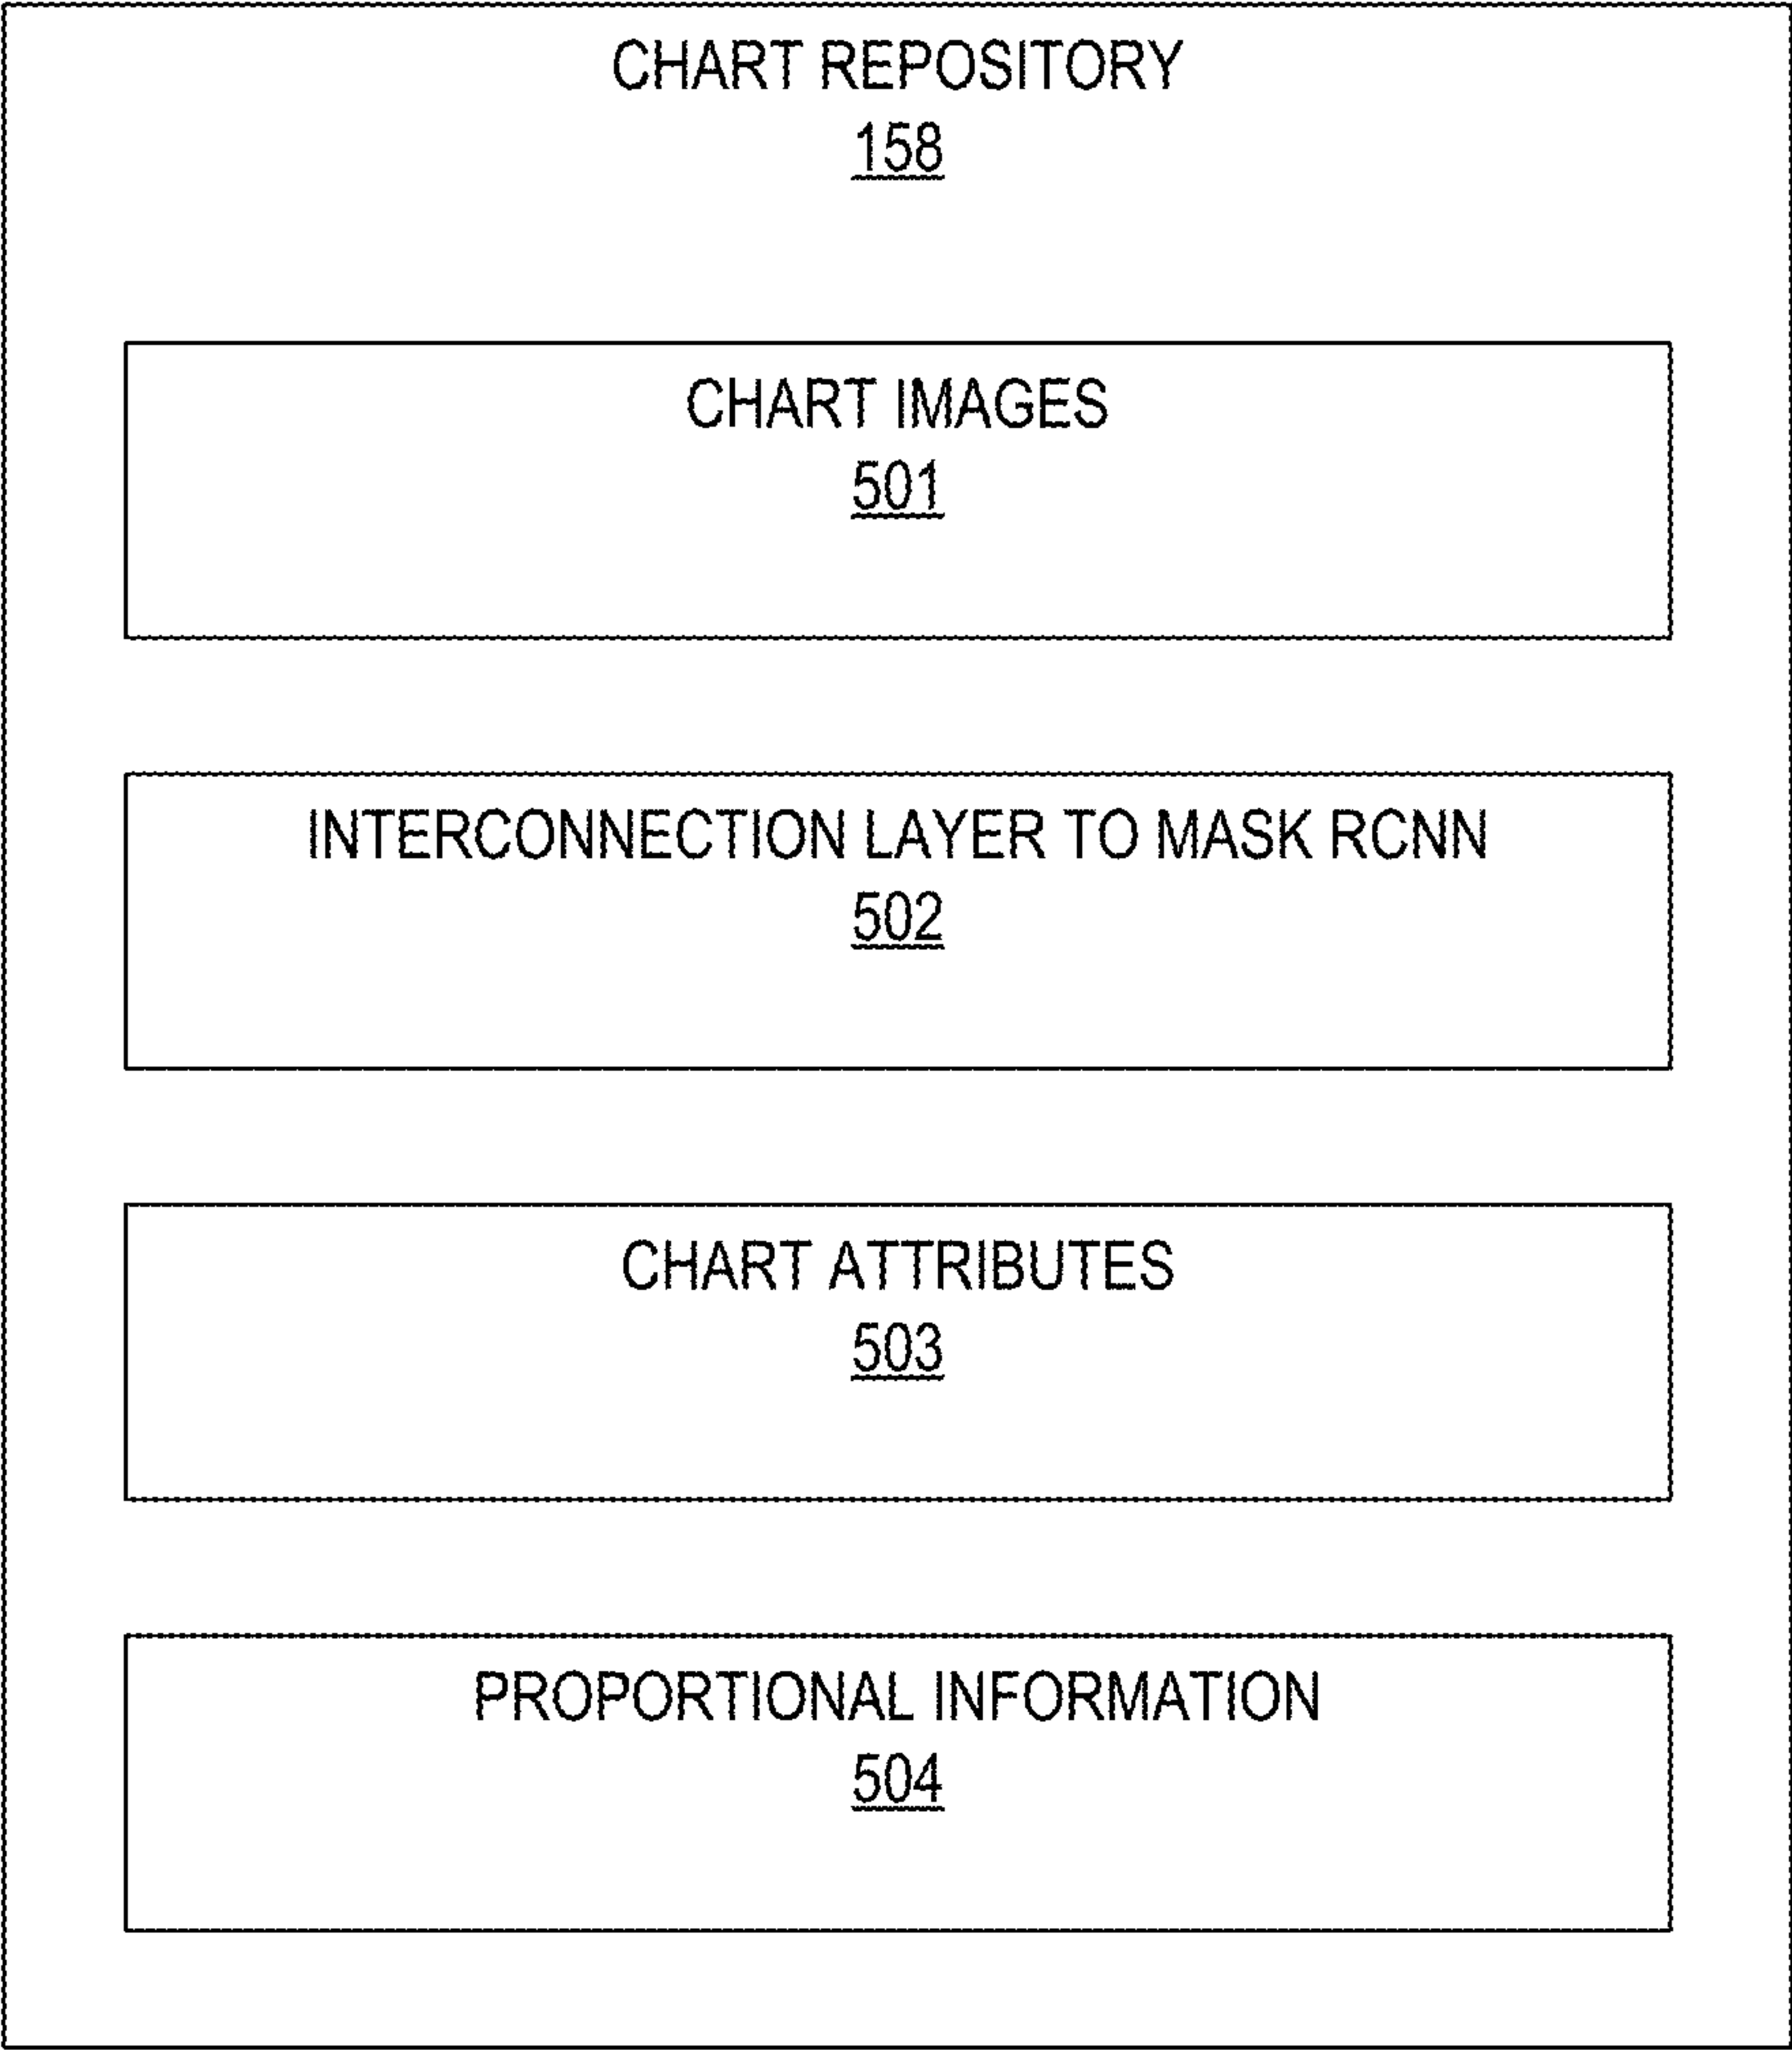 CHART REPOSITORY
158
CHART IMAGES
501
INTERCONNECTION LAYER TO MASK RCNN
502
CHART ATTRIBUTES
503
PROPORTIONAL INFORMATION
504